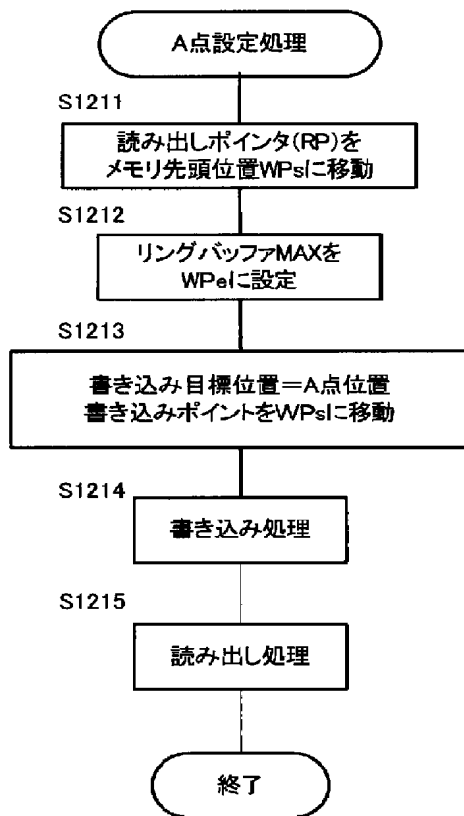 A点設定処理
S1211
読み出しポインタ(RP)を
メモリ先頭位置WPsに移動
S1212
リングバッファMAXを
WPeに設定
S1213
書き込み目標位置＝A点位置
書き込みポイントをWPsに移動
S1214
書き込み処理
S1215
読み出し処理
終了